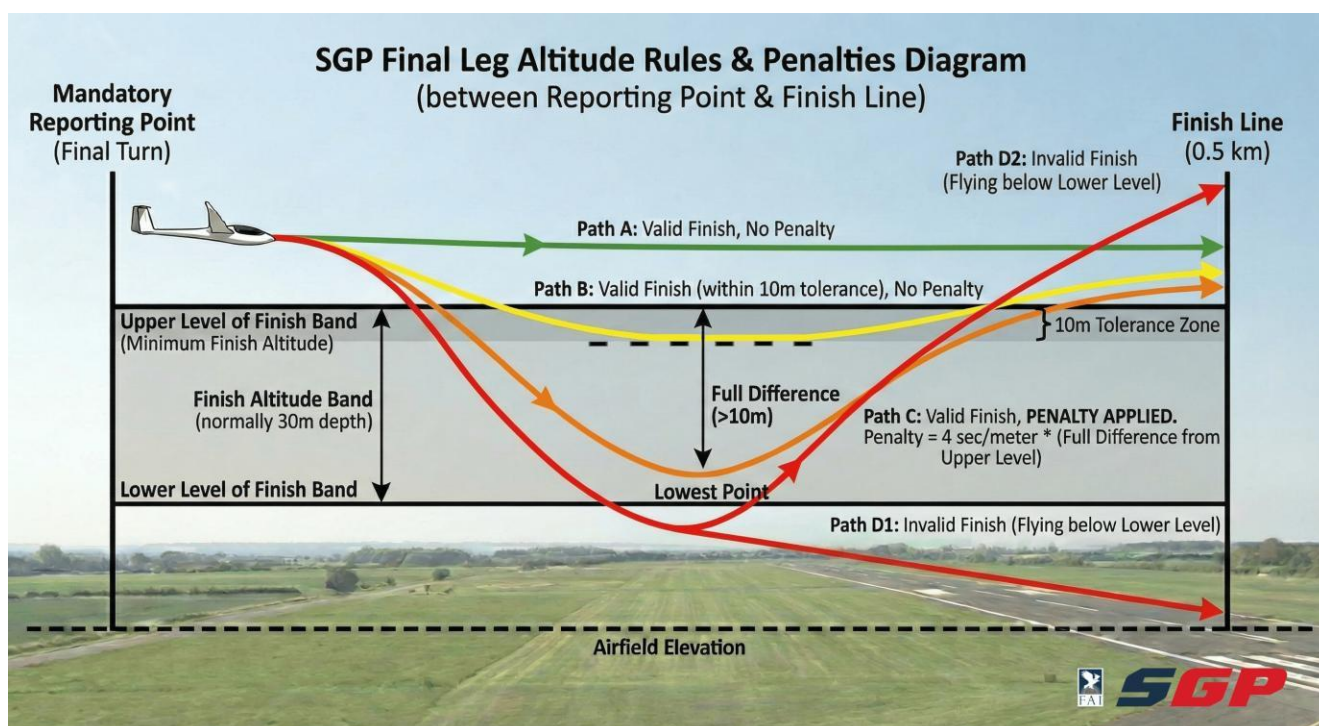 SGP Final Leg Altitude Rules & Penalties Diagram
(between Reporting Point & Finish Line)
Mandatory
Reporting Point
(Final Turn)
Finish Line
(0.5 km)
Path D2: Invalid Finish
(Flying below Lower Level)
Path A: Valid Finish, No Penalty
Path B: Valid Finish (within 10m tolerance), No Penalty
Upper Level of Finish Band
(Minimum Finish Altitude)
10m Tolerance Zone
Finish Altitude Band
(normally 30m depth)
Full Difference
(>10m)
Path C: Valid Finish, PENALTY APPLIED.
Penalty = 4 sec/meter * (Full Difference from
Upper Level)
Lower Level of Finish Band
Lowest Point
Path D1: Invalid Finish (Flying below Lower Level)
Airfield Elevation
FAI
SGP